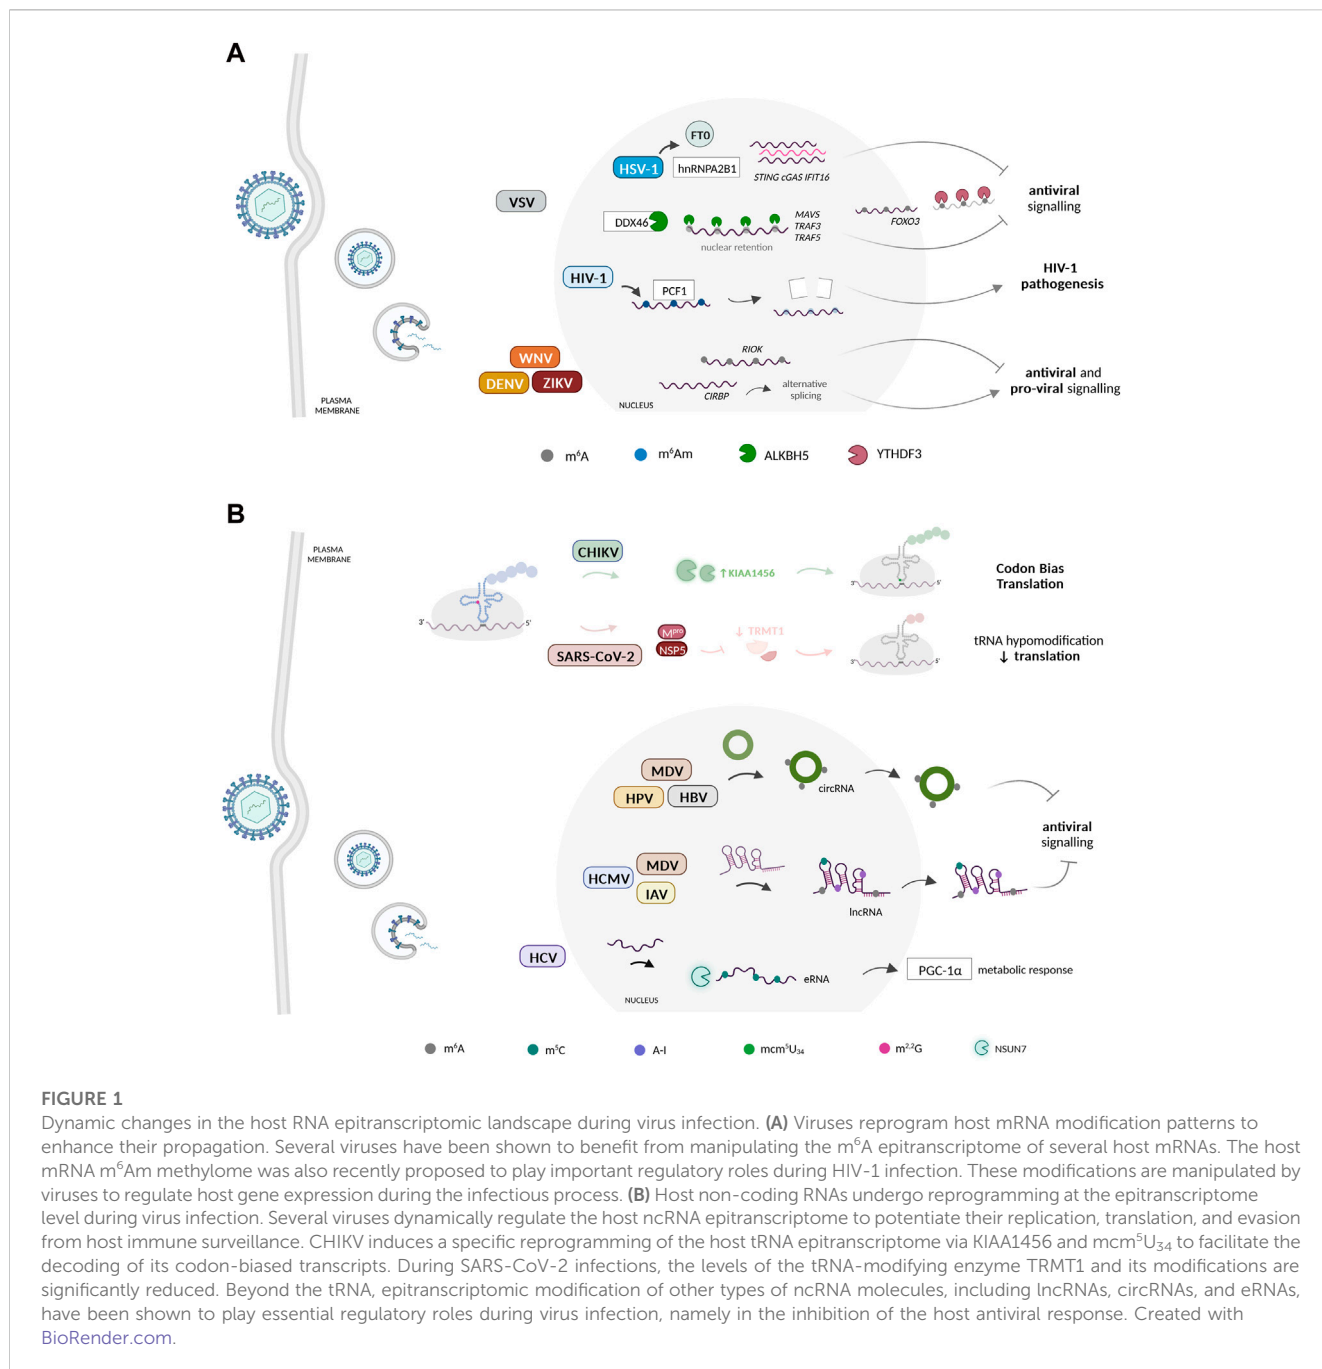 A
FTO
HSV-1
hnRNPA2B1
STING cGAS IFIT16
VSV
antiviral
signalling
DDX46
MAVS
TRAF3
TRAF5
FOXO3
nuclear retention
HIV-1
PCF1
HIV-1
pathogenesis
RIOK
WNV
DENV
ZIKV
CIRBP
alternative
splicing
antiviral and
pro-viral signalling
NUCLEUS
PLASMA
MEMBRANE
m⁶A
m⁶Am
ALKBH5
YTHDF3
B
PLASMA
MEMBRANE
CHIKV
↑KIAA1456
3'
5'
Codon Bias
Translation
3'
5'
Mᵖʳᵒ
NSP5
↓ TRMT1
SARS-CoV-2
3'
5'
tRNA hypomodification
↓ translation
MDV
HPV
HBV
circRNA
antiviral
signalling
MDV
HCMV
IAV
lncRNA
HCV
eRNA
PGC-1α
metabolic response
NUCLEUS
m⁶A
m⁵C
A-I
mcm⁵U₃₄
m²,²G
NSUN7
FIGURE 1
Dynamic changes in the host RNA epitranscriptomic landscape during virus infection. (A) Viruses reprogram host mRNA modification patterns to
enhance their propagation. Several viruses have been shown to benefit from manipulating the m⁶A epitranscriptome of several host mRNAs. The host
mRNA m⁶Am methylome was also recently proposed to play important regulatory roles during HIV-1 infection. These modifications are manipulated by
viruses to regulate host gene expression during the infectious process. (B) Host non-coding RNAs undergo reprogramming at the epitranscriptome
level during virus infection. Several viruses dynamically regulate the host ncRNA epitranscriptome to potentiate their replication, translation, and evasion
from host immune surveillance. CHIKV induces a specific reprogramming of the host tRNA epitranscriptome via KIAA1456 and mcm⁵U₃₄ to facilitate the
decoding of its codon-biased transcripts. During SARS-CoV-2 infections, the levels of the tRNA-modifying enzyme TRMT1 and its modifications are
significantly reduced. Beyond the tRNA, epitranscriptomic modification of other types of ncRNA molecules, including lncRNAs, circRNAs, and eRNAs,
have been shown to play essential regulatory roles during virus infection, namely in the inhibition of the host antiviral response. Created with
BioRender.com.